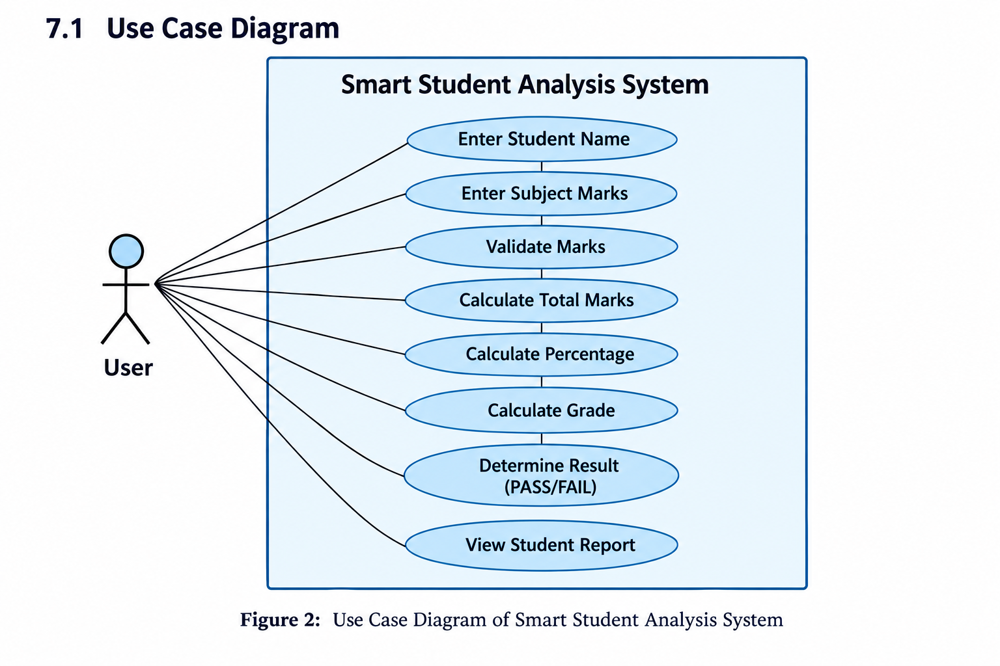 7.1 Use Case Diagram
Smart Student Analysis System
Enter Student Name
Enter Subject Marks
Validate Marks
Calculate Total Marks
Calculate Percentage
Calculate Grade
Determine Result
(PASS/FAIL)
View Student Report
User
Figure 2: Use Case Diagram of Smart Student Analysis System